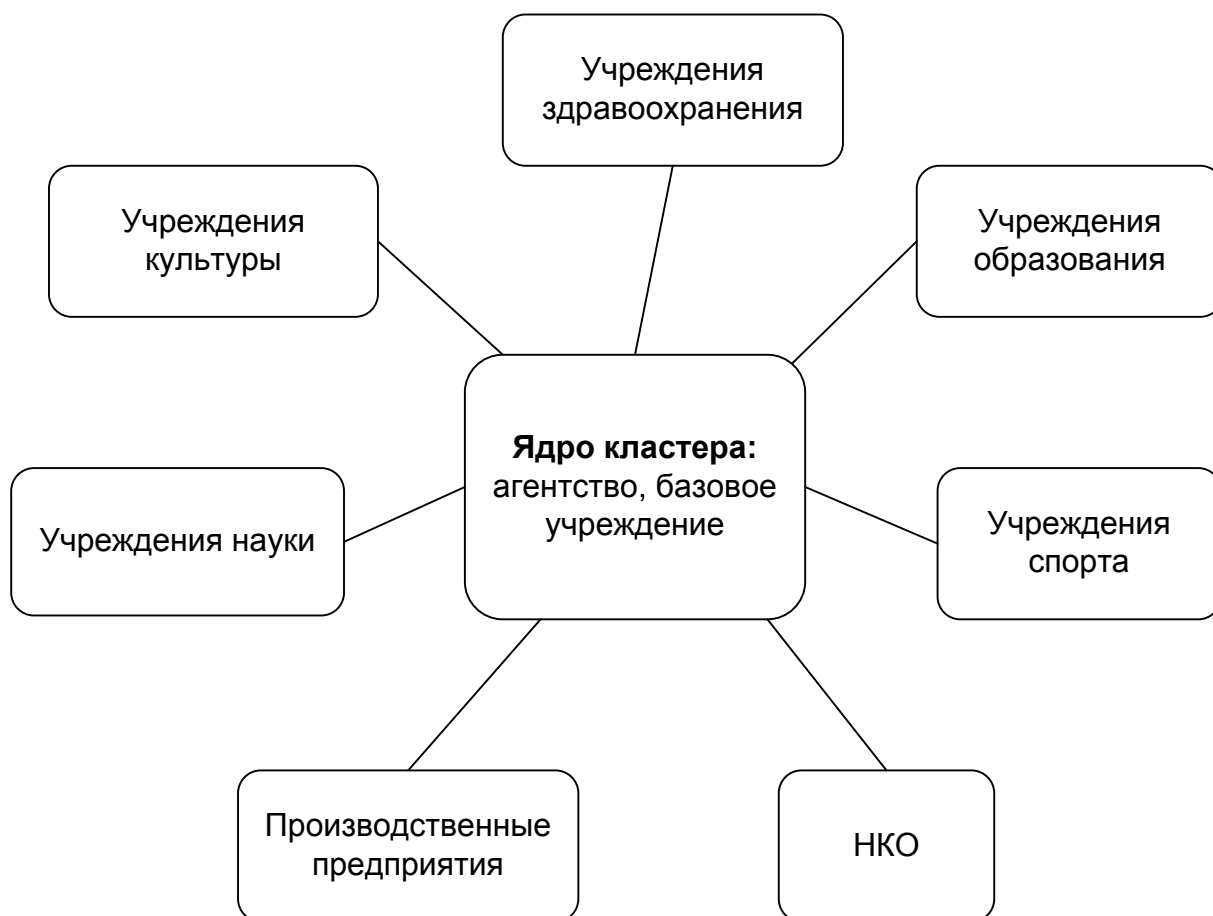 Учреждения
здравоохранения
Учреждения
культуры
Учреждения
образования
Ядро кластера:
агентство, базовое
учреждение
Учреждения науки
Учреждения
спорта
Производственные
предприятия
НКО